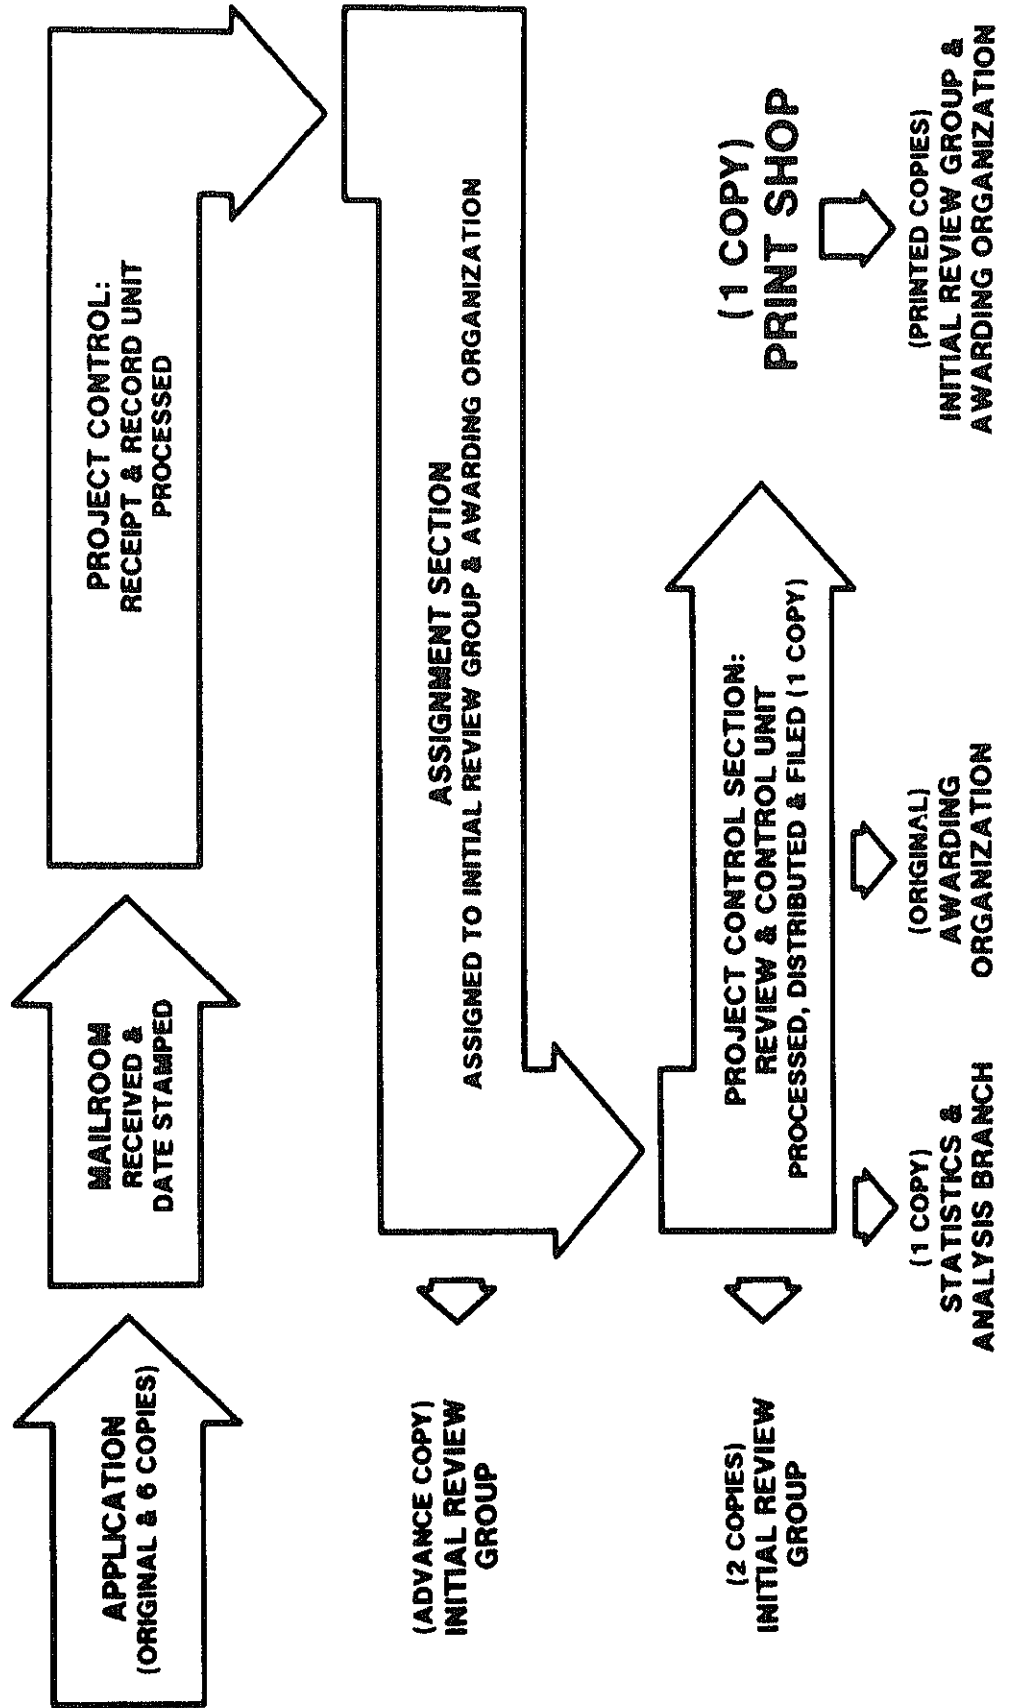 APPLICATION
(ORIGINAL & 6 COPIES)
MAILROOM
RECEIVED &
DATE STAMPED
PROJECT CONTROL:
RECEIPT & RECORD UNIT
PROCESSED
ASSIGNMENT SECTION
ASSIGNED TO INITIAL REVIEW GROUP & AWARDING ORGANIZATION
(ADVANCE COPY)
INITIAL REVIEW
GROUP
PROJECT CONTROL SECTION:
REVIEW & CONTROL UNIT
PROCESSED, DISTRIBUTED & FILED (1 COPY)
(2 COPIES)
INITIAL REVIEW
GROUP
(1 COPY)
PRINT SHOP
(1 COPY)
STATISTICS &
ANALYSIS BRANCH
(ORIGINAL)
AWARDING
ORGANIZATION
(PRINTED COPIES)
INITIAL REVIEW GROUP &
AWARDING ORGANIZATION